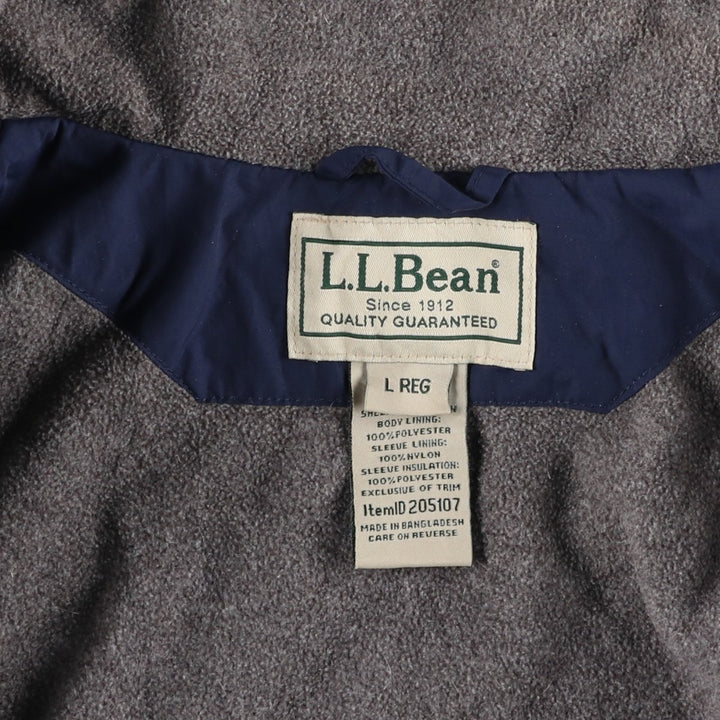 L.L.Bean®
Since 1912
QUALITY GUARANTEED
L REG
BODY LINING:
100% POLYESTER
SLEEVE LINING:
100% NYLON
SLEEVE INSULATION:
100% POLYESTER
EXCLUSIVE OF TRIM
ItemID 205107
MADE IN BANGLADESH
CARE ON REVERSE